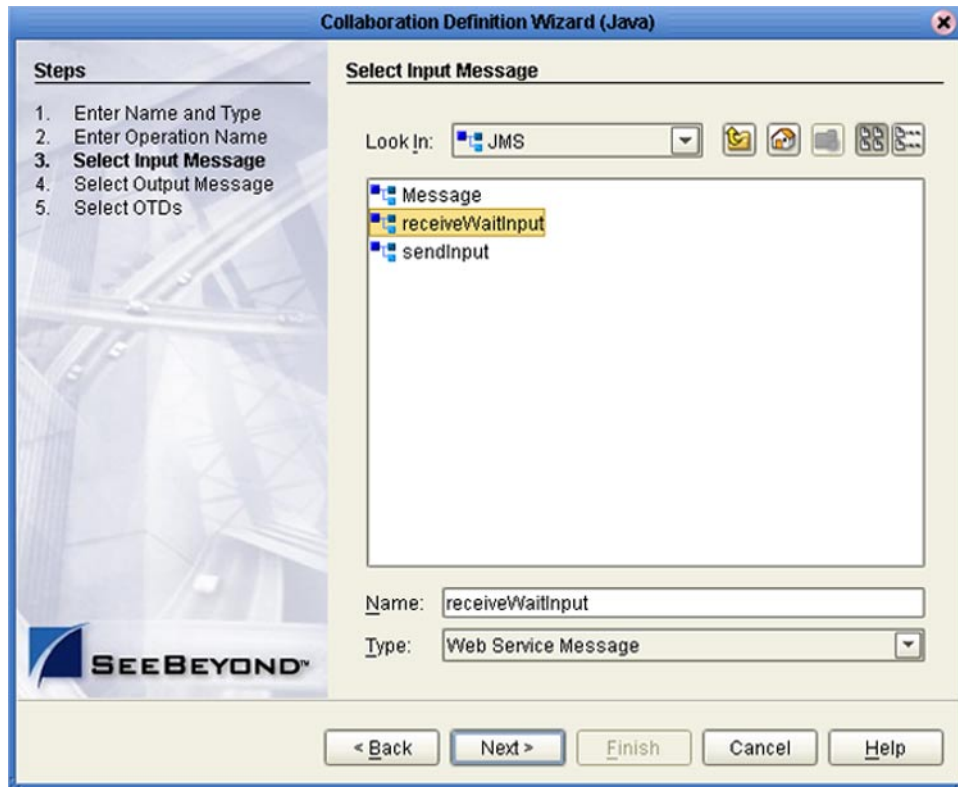 Collaboration Definition Wizard (Java)
Steps
1. Enter Name and Type
2. Enter Operation Name
3. Select Input Message
4. Select Output Message
5. Select OTDs
SEEBEYOND™
Select Input Message
Look In: JMS
Message
receiveWaitInput
sendInput
Name: receiveWaitInput
Type: Web Service Message
< Back Next > Finish Cancel Help